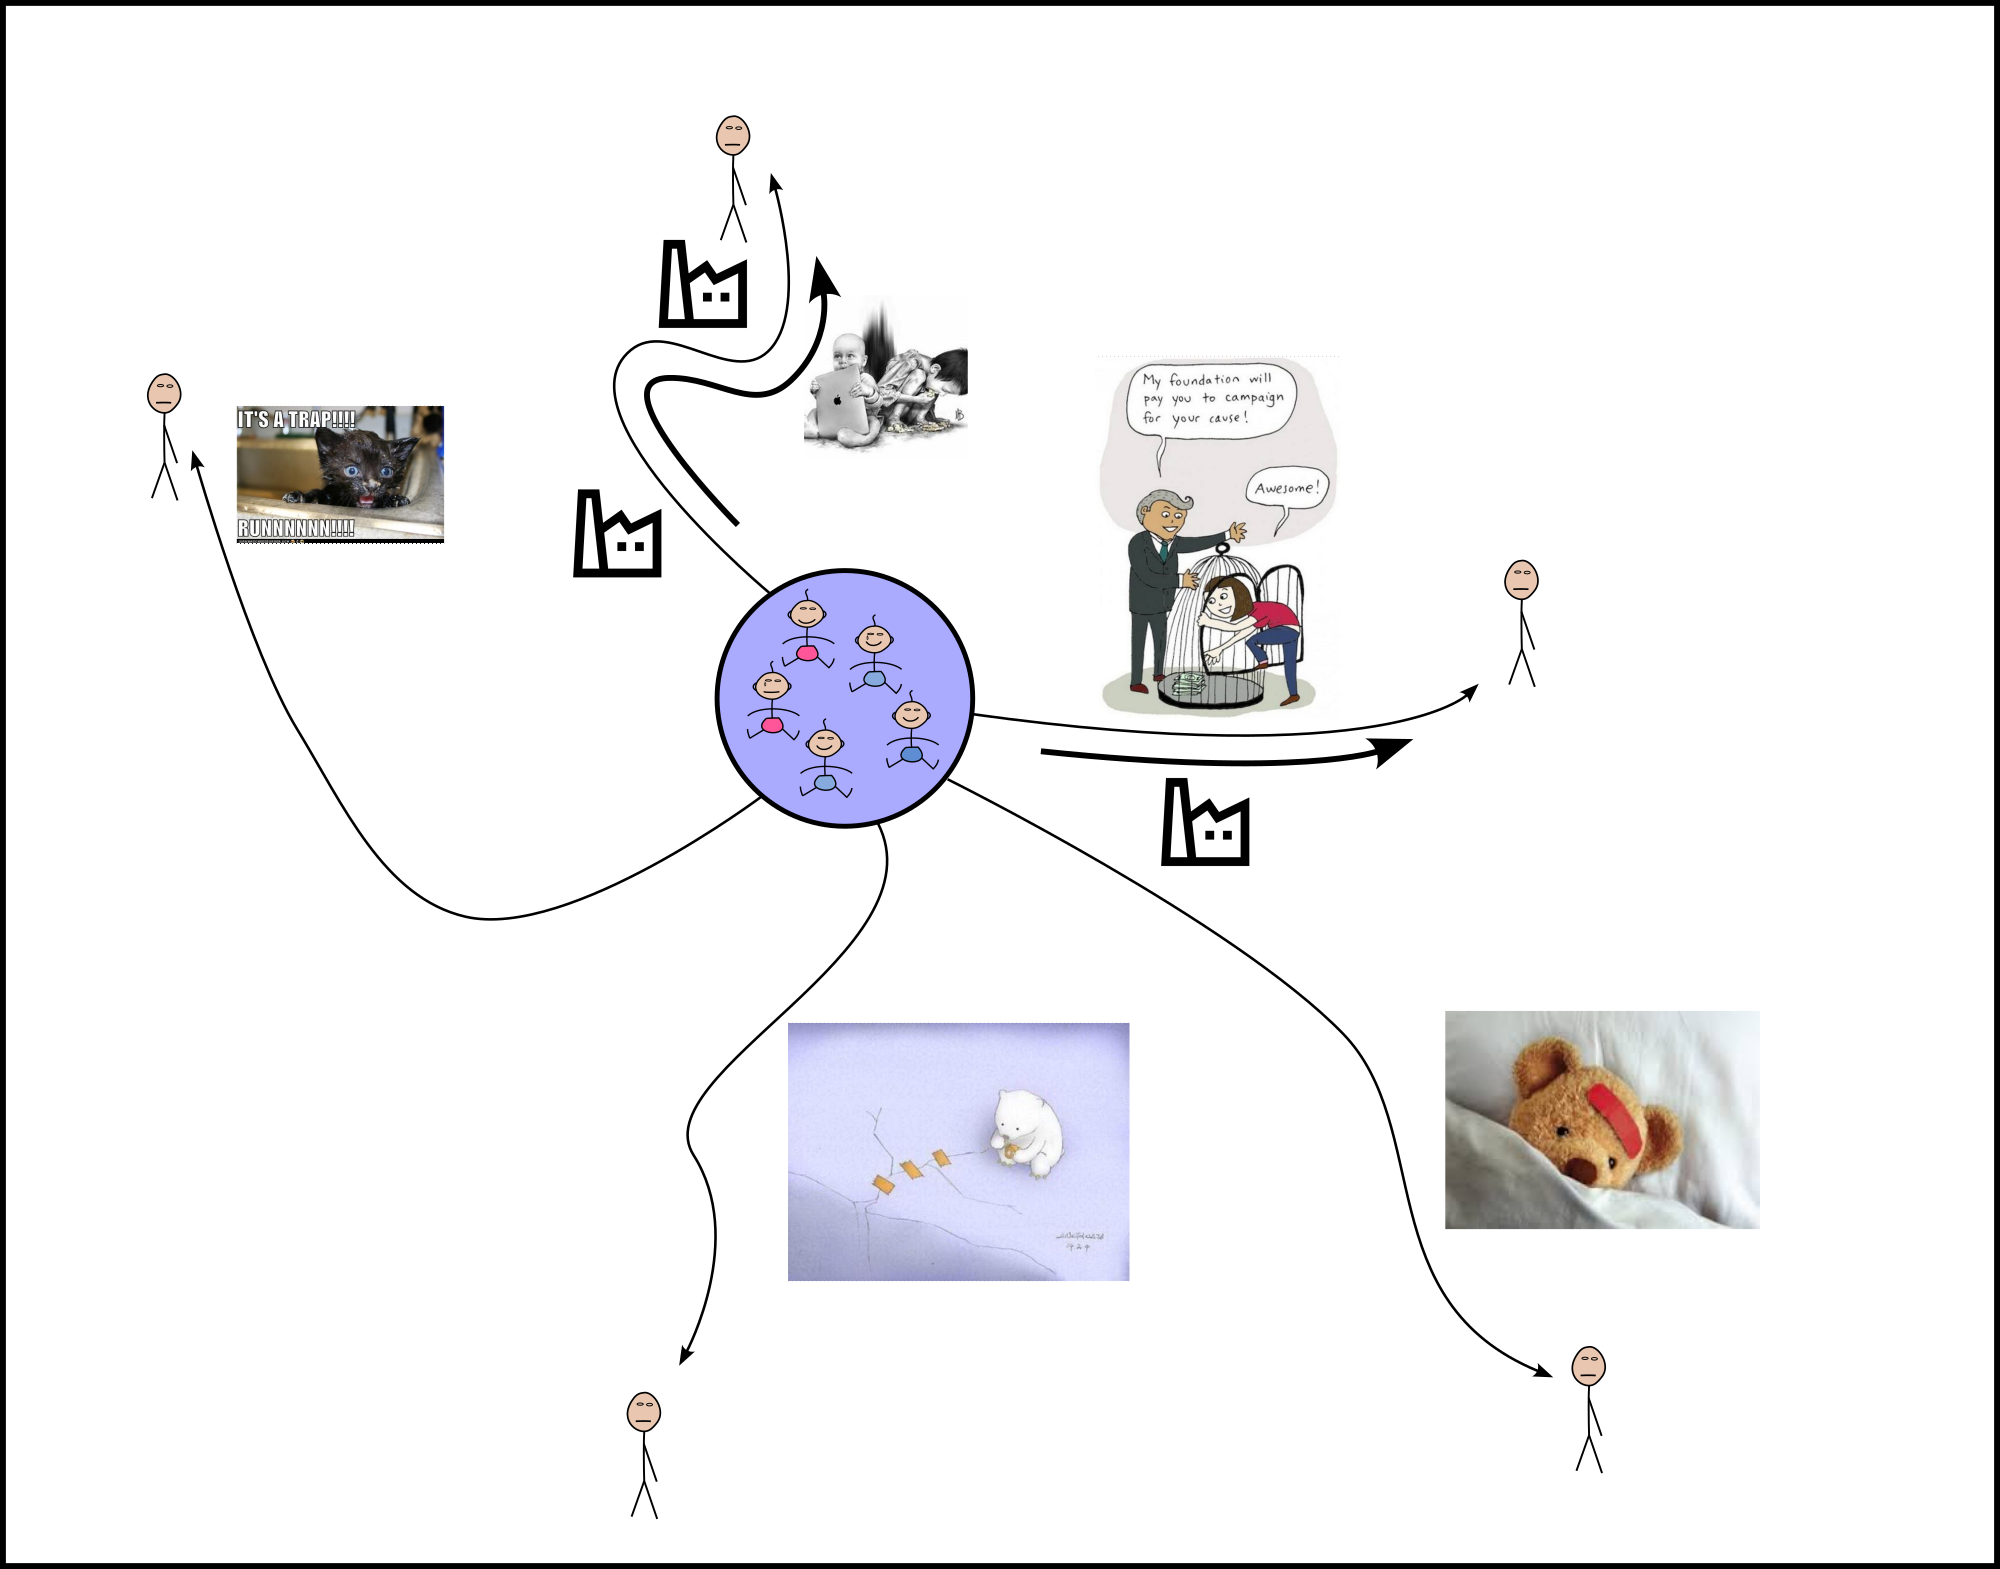 IT'S A TRAP!!!!
RUNNNNNN!!!!
My foundation will
pay you to campaign
for your cause!
Awesome!